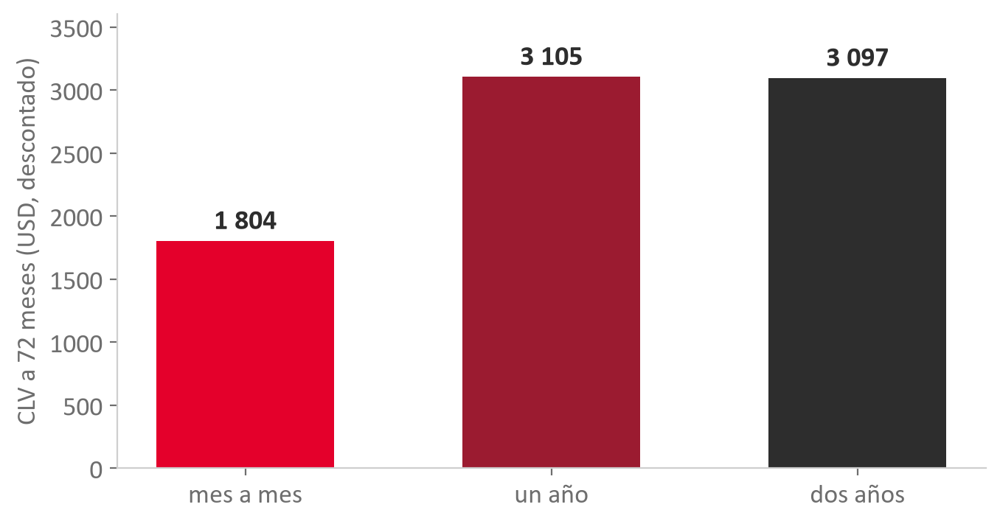 CLV a 72 meses (USD, descontado)
3500
3000
2500
2000
1500
1000
500
0
1 804
3 105
3 097
mes a mes
un año
dos años